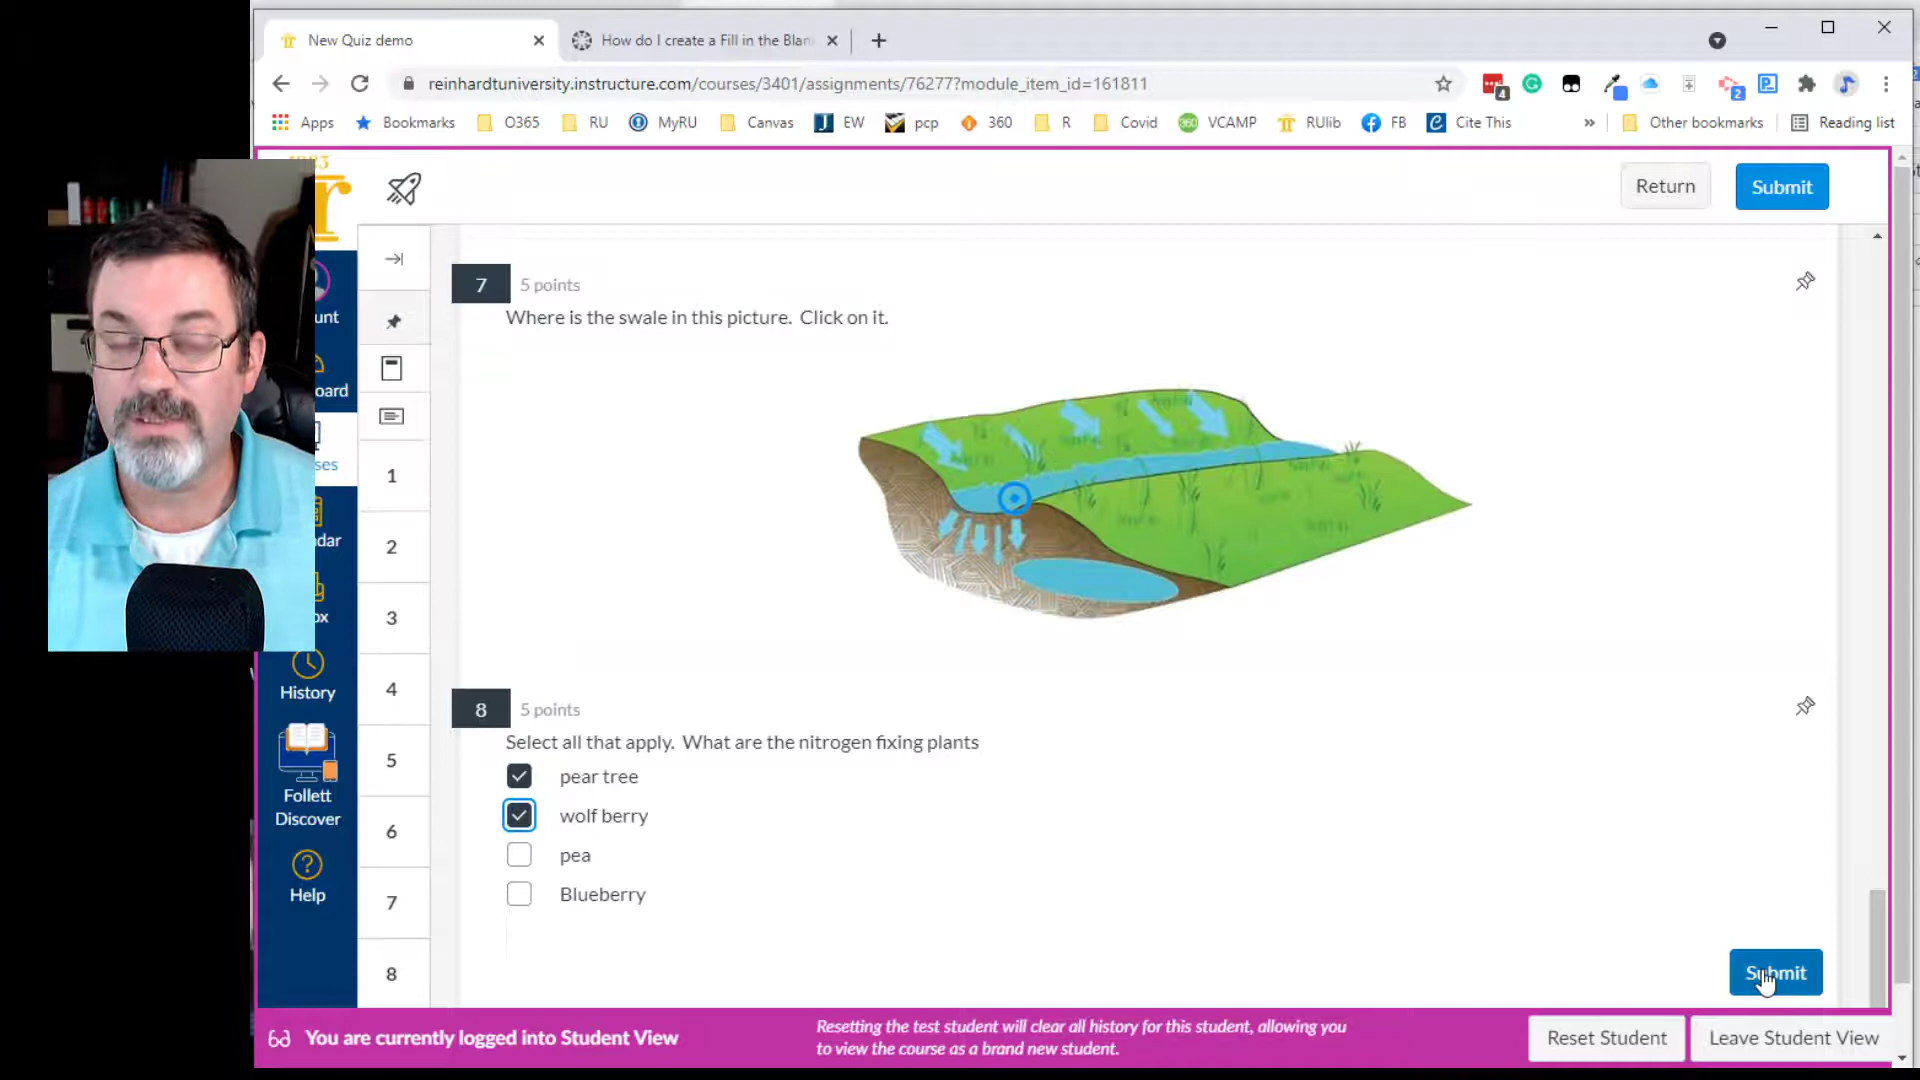 New Quiz demo
How do I create a Fill in the Blan
reinhardtuniversity.instructure.com/courses/3401/assignments/76277?module_item_id=161811
4
2
Apps
Bookmarks
O365
RU
MyRU
Canvas
EW
pcp
360
R
Covid
VCAMP
RUlib
FB
Cite This
»
Other bookmarks
Reading list
Return
Submit
7
5 points
Where is the swale in this picture. Click on it.
unt
oard
ses
ndar
ox
History
Follett
Discover
Help
1
2
3
4
5
6
7
8
8
5 points
Select all that apply. What are the nitrogen fixing plants
pear tree
wolf berry
pea
Blueberry
Submit
You are currently logged into Student View
Resetting the test student will clear all history for this student, allowing you
to view the course as a brand new student.
Reset Student
Leave Student View